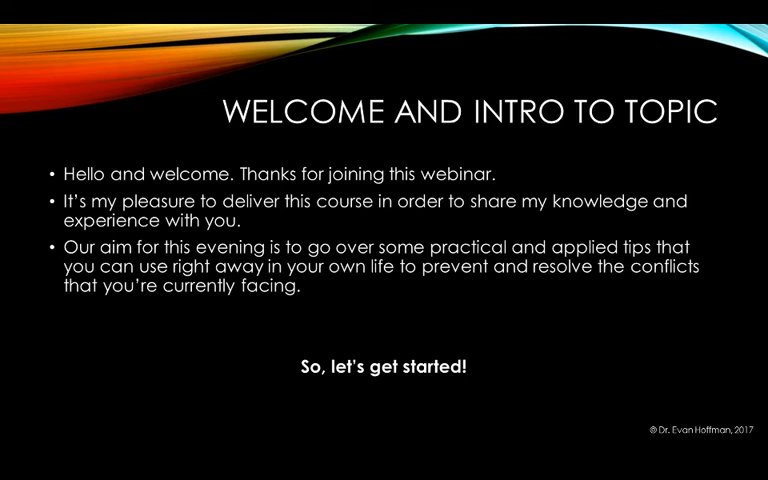 WELCOME AND INTRO TO TOPIC
• Hello and welcome. Thanks for joining this webinar.
• It's my pleasure to deliver this course in order to share my knowledge and
experience with you.
• Our aim for this evening is to go over some practical and applied tips that
you can use right away in your own life to prevent and resolve the conflicts
that you're currently facing.
So, let's get started!
© Dr. Evan Hoffman, 2017